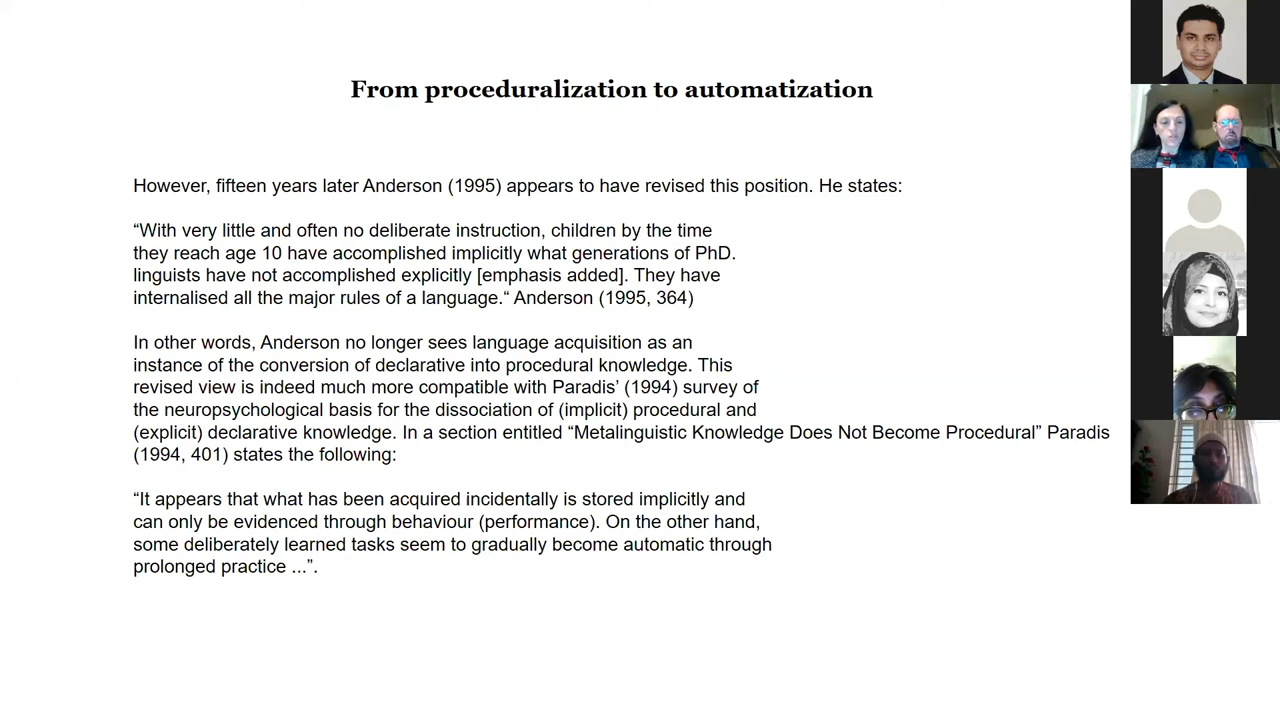 From proceduralization to automatization
However, fifteen years later Anderson (1995) appears to have revised this position. He states:
“With very little and often no deliberate instruction, children by the time
they reach age 10 have accomplished implicitly what generations of PhD.
linguists have not accomplished explicitly [emphasis added]. They have
internalised all the major rules of a language.“ Anderson (1995, 364)
In other words, Anderson no longer sees language acquisition as an
instance of the conversion of declarative into procedural knowledge. This
revised view is indeed much more compatible with Paradis’ (1994) survey of
the neuropsychological basis for the dissociation of (implicit) procedural and
(explicit) declarative knowledge. In a section entitled “Metalinguistic Knowledge Does Not Become Procedural” Paradis
(1994, 401) states the following:
“It appears that what has been acquired incidentally is stored implicitly and
can only be evidenced through behaviour (performance). On the other hand,
some deliberately learned tasks seem to gradually become automatic through
prolonged practice ...”.